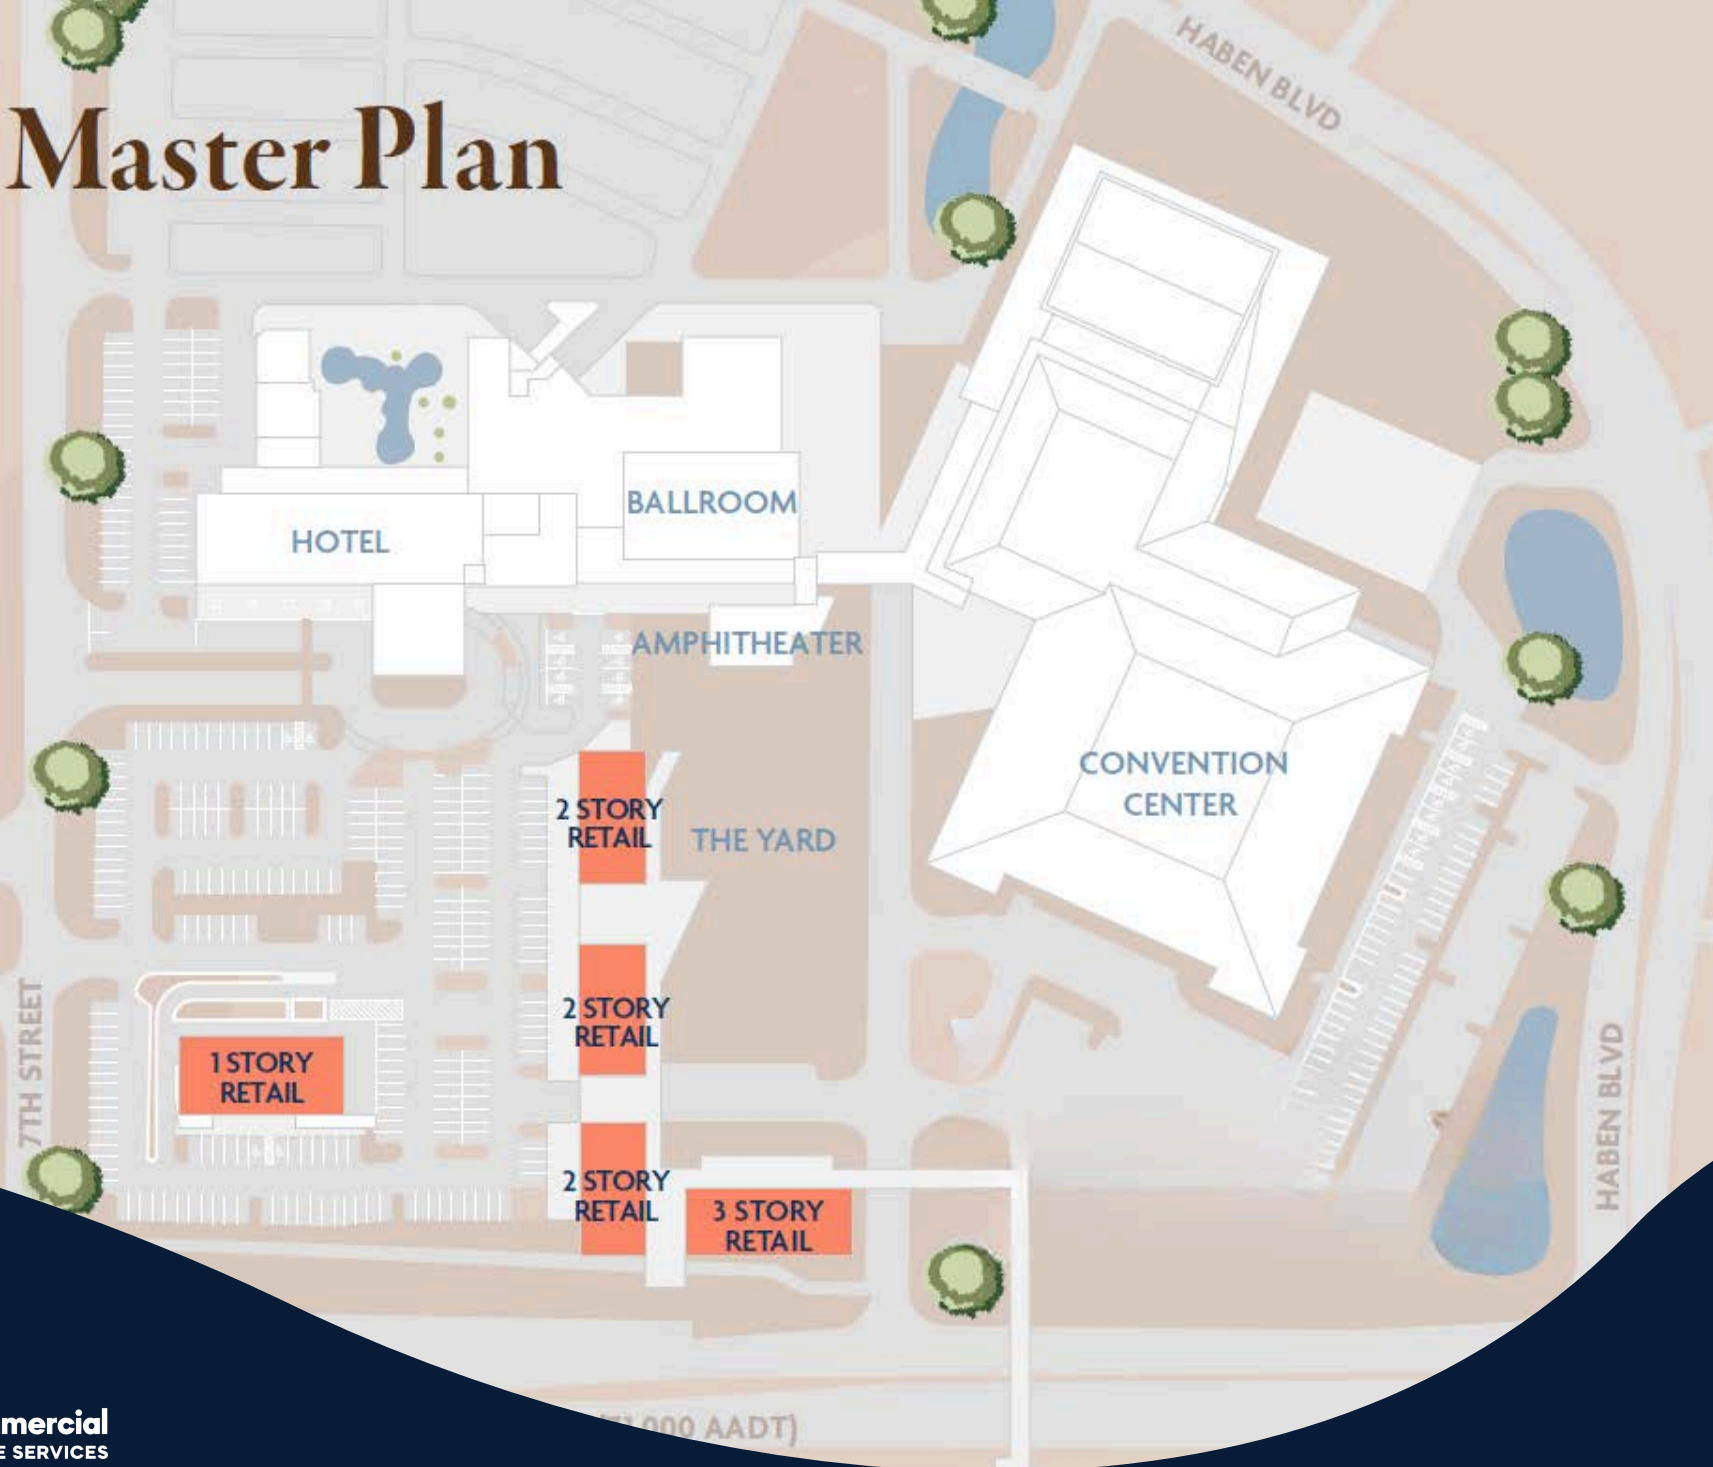 HABEN BLVD
Master Plan
BALLROOM
HOTEL
AMPHITHEATER
CONVENTION
CENTER
2 STORY
RETAIL
THE YARD
2 STORY
RETAIL
1 STORY
RETAIL
7TH STREET
HABEN BLVD
2 STORY
RETAIL
3 STORY
RETAIL
000 AADT)
mercial
E SERVICES